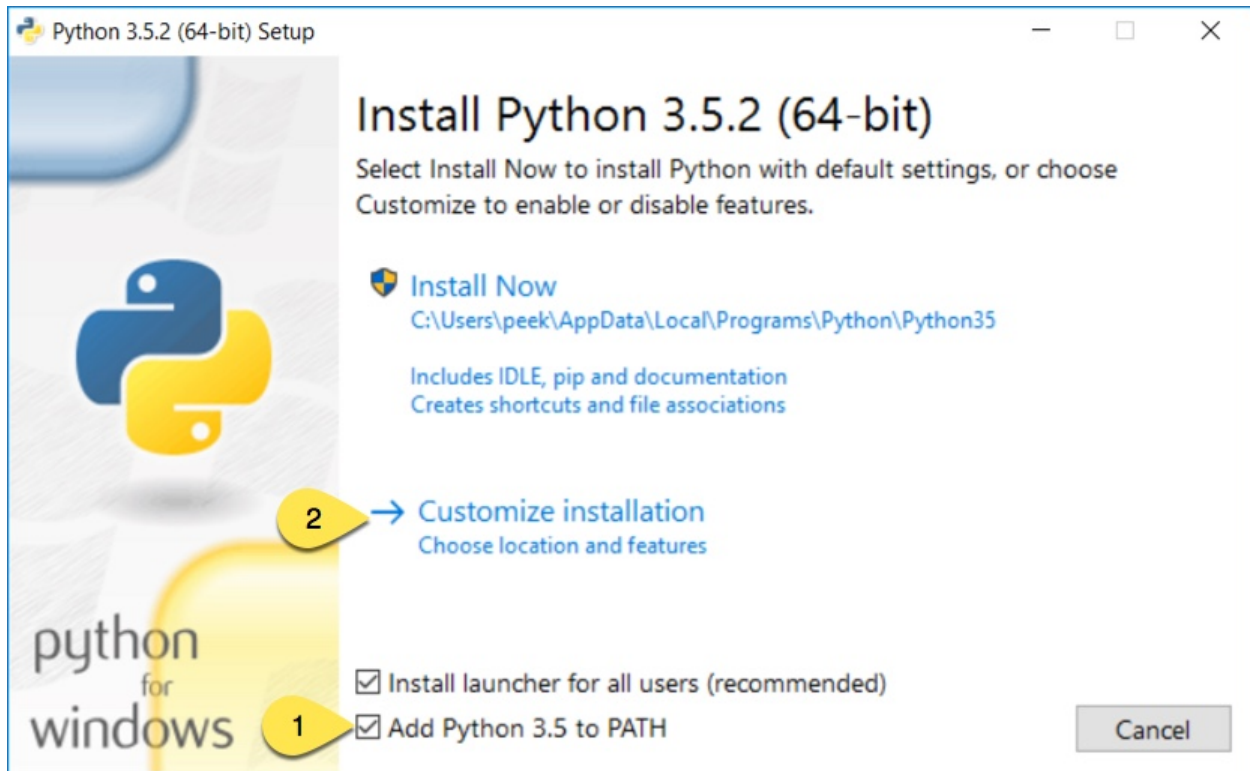 Python 3.5.2 (64-bit) Setup
Install Python 3.5.2 (64-bit)
Select Install Now to install Python with default settings, or choose
Customize to enable or disable features.
Install Now
C:\Users\peek\AppData\Local\Programs\Python\Python35
Includes IDLE, pip and documentation
Creates shortcuts and file associations
2
Customize installation
Choose location and features
python
for
windows
Install launcher for all users (recommended)
1
Add Python 3.5 to PATH
Cancel